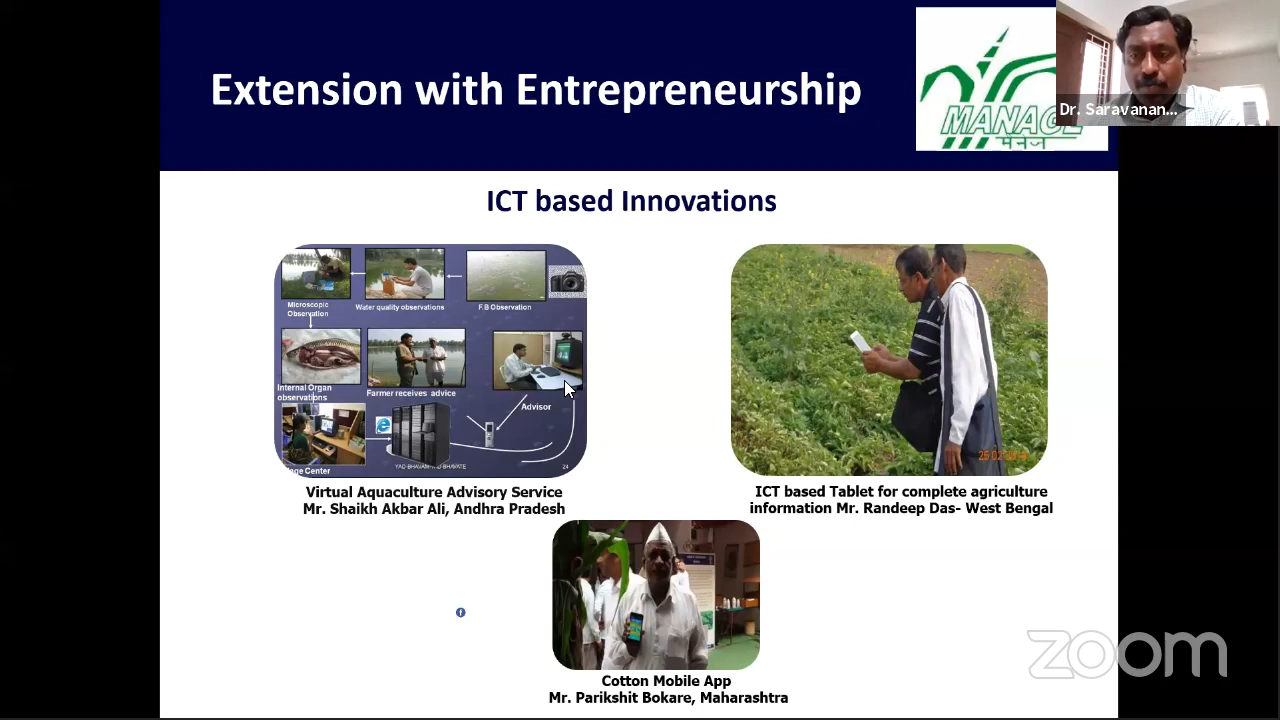 Extension with Entrepreneurship
MANAGE
मैनेज
Dr. Saravanan...
ICT based Innovations
Microscopic
Observation
Water quality observations
F.B Observation
Internal Organ
observations
Farmer receives advice
Advisor
24
Virtual Aquaculture Advisory Service
Mr. Shaikh Akbar Ali, Andhra Pradesh
ICT based Tablet for complete agriculture
information Mr. Randeep Das- West Bengal
Cotton Mobile App
Mr. Parikshit Bokare, Maharashtra
zoom